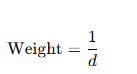 Weight = 1/d